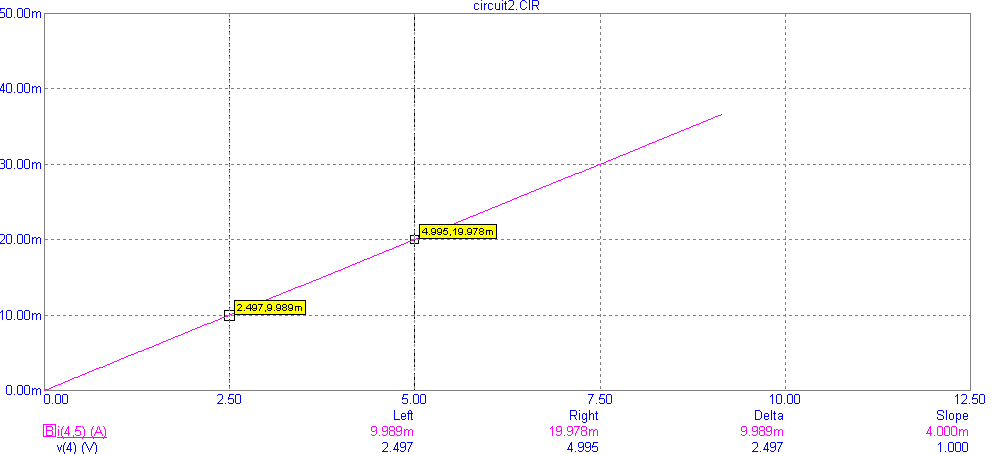 circuit2.CIR
50.00m
40.00m
30.00m
20.00m
4.995,19.978m
2.497,9.989m
10.00m
0.00m
0.00 2.50 5.00 7.50 10.00 12.50
Left Right Delta Slope
B i(4,5) (A) 9.989m 19.978m 9.989m 4.000m
v(4) (V) 2.497 4.995 2.497 1.000